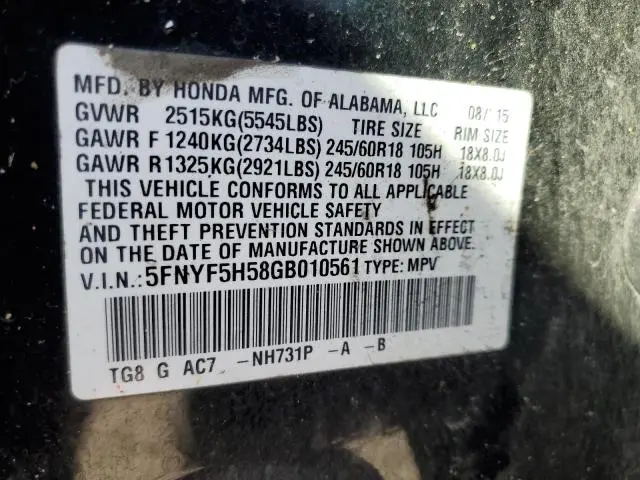 MFD. BY HONDA MFG. OF ALABAMA, LLC 08/15
GVWR 2515KG(5545LBS) TIRE SIZE RIM SIZE
GAWR F 1240KG(2734LBS) 245/60R18 105H 18X8.0J
GAWR R 1325KG(2921LBS) 245/60R18 105H 18X8.0J
THIS VEHICLE CONFORMS TO ALL APPLICABLE
FEDERAL MOTOR VEHICLE SAFETY
AND THEFT PREVENTION STANDARDS IN EFFECT
ON THE DATE OF MANUFACTURE SHOWN ABOVE.
V.I.N.: 5FNYF5H58GB010561 TYPE: MPV
TG8 G AC7 -NH731P -A -B